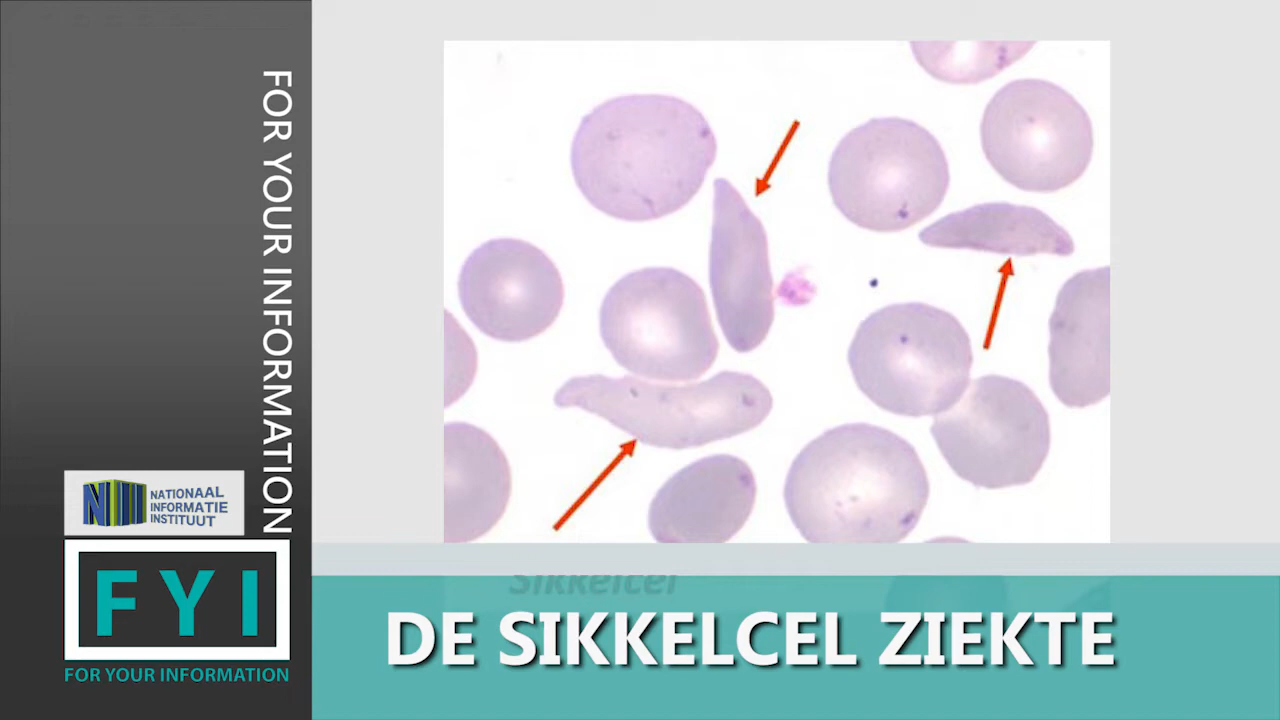 FOR YOUR INFORMATION
NATIONAAL
INFORMATIE
INSTITUUT
FYI
FOR YOUR INFORMATION
Sikkelcel
DE SIKKELCEL ZIEKTE